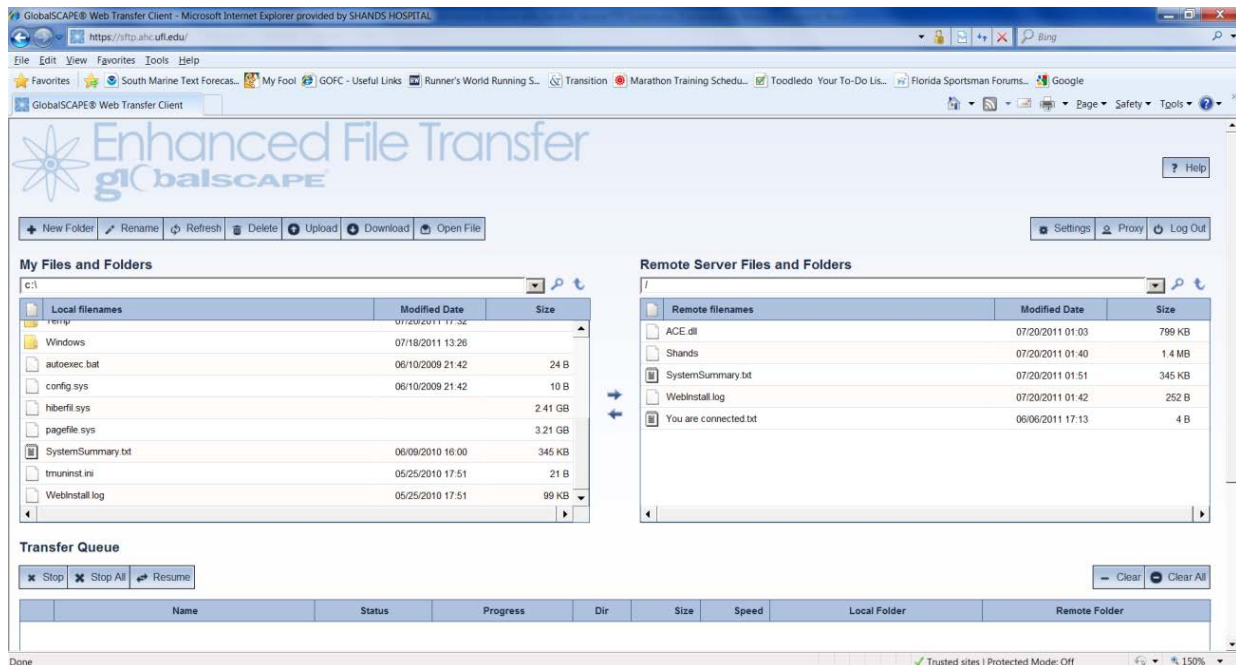 GlobalSCAPE® Web Transfer Client - Microsoft Internet Explorer provided by SHANDS HOSPITAL
https://sftp.ahc.ufl.edu/
Bing
File Edit View Favorites Tools Help
Favorites South Marine Text Forecas... My Fool GOFC - Useful Links Runner's World Running S... Transition Marathon Training Schedu... Toodledo Your To-Do Lis... Florida Sportsman Forums... Google
GlobalSCAPE® Web Transfer Client Page Safety Tools
Enhanced File Transfer
globalSCAPE
? Help
New Folder Rename Refresh Delete Upload Download Open File Settings Proxy Log Out
My Files and Folders
c:\
Local filenames Modified Date Size
Temp 07/20/2011 17:32
Windows 07/18/2011 13:26
autoexec.bat 06/10/2009 21:42 24 B
config.sys 06/10/2009 21:42 10 B
hiberfil.sys 2.41 GB
pagefile.sys 3.21 GB
SystemSummary.txt 06/09/2010 16:00 345 KB
tmuninst.ini 05/25/2010 17:51 21 B
WebInstall.log 05/25/2010 17:51 99 KB
Remote Server Files and Folders
/
Remote filenames Modified Date Size
ACE.dll 07/20/2011 01:03 799 KB
Shands 07/20/2011 01:40 1.4 MB
SystemSummary.txt 07/20/2011 01:51 345 KB
WebInstall.log 07/20/2011 01:42 252 B
You are connected.txt 06/06/2011 17:13 4 B
Transfer Queue
Stop Stop All Resume Clear Clear All
Name Status Progress Dir Size Speed Local Folder Remote Folder
Done Trusted sites | Protected Mode: Off 150%